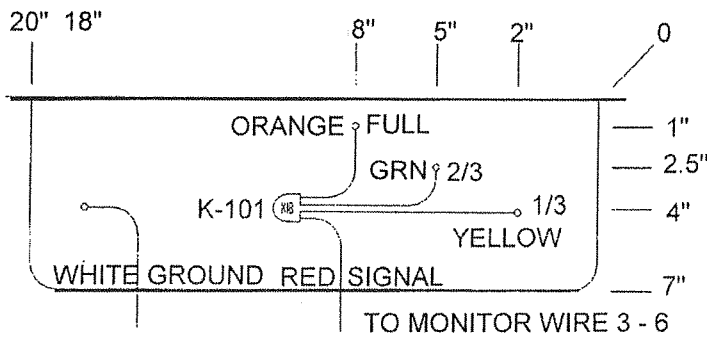 20" 18" 8" 5" 2" 0
ORANGE FULL 1"
GRN 2/3 2.5"
K-101 1/3 4"
YELLOW
WHITE GROUND RED SIGNAL 7"
TO MONITOR WIRE 3 - 6